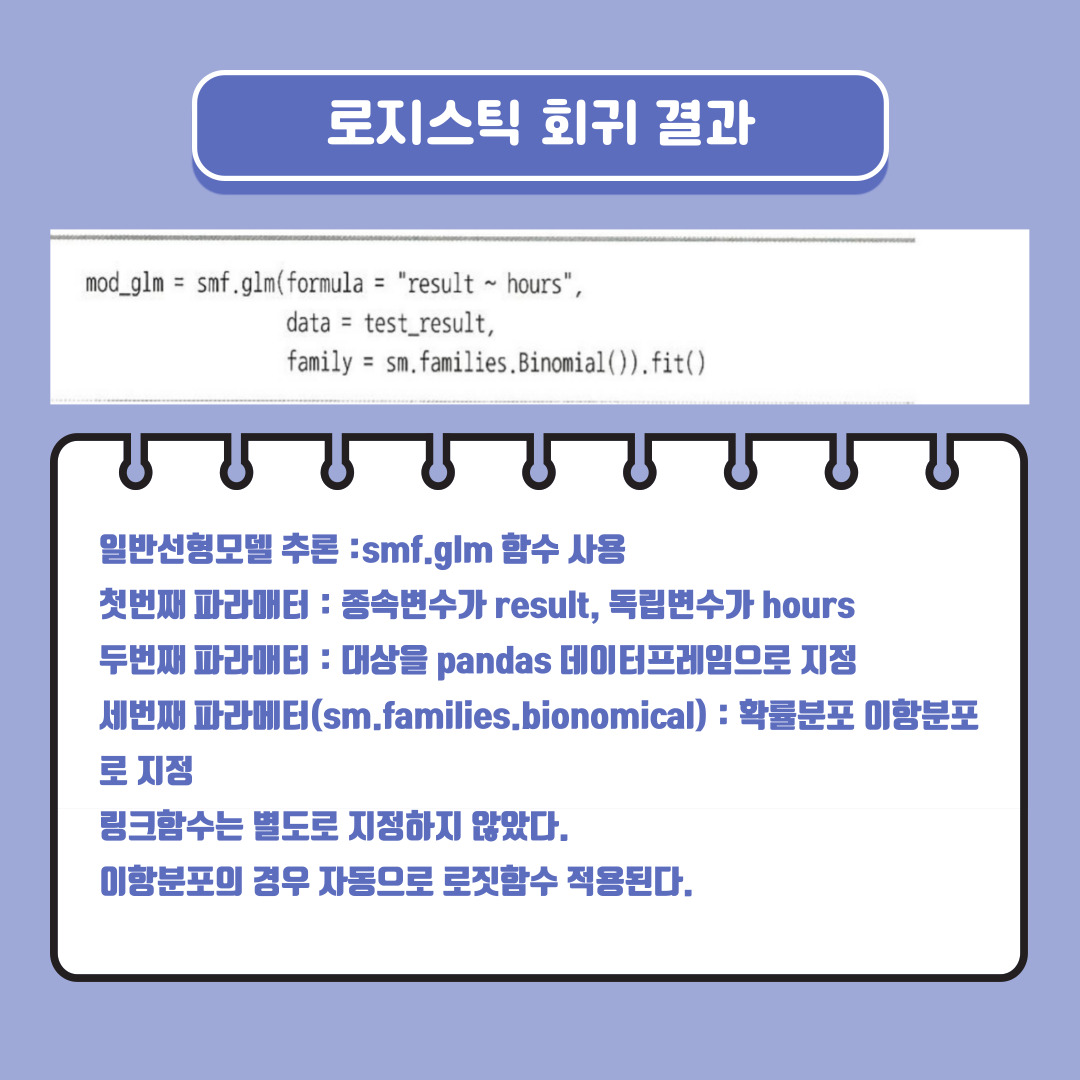 로지스틱 회귀 결과
mod_glm = smf.glm(formula = "result ~ hours",
data = test_result,
family = sm.families.Binomial()).fit()
일반선형모델 추론 :smf.glm 함수 사용
첫번째 파라매터 : 종속변수가 result, 독립변수가 hours
두번째 파라매터 : 대상을 pandas 데이터프레임으로 지정
세번째 파라메터(sm.families.bionomical) : 확률분포 이항분포
로 지정
링크함수는 별도로 지정하지 않았다.
이항분포의 경우 자동으로 로짓함수 적용된다.